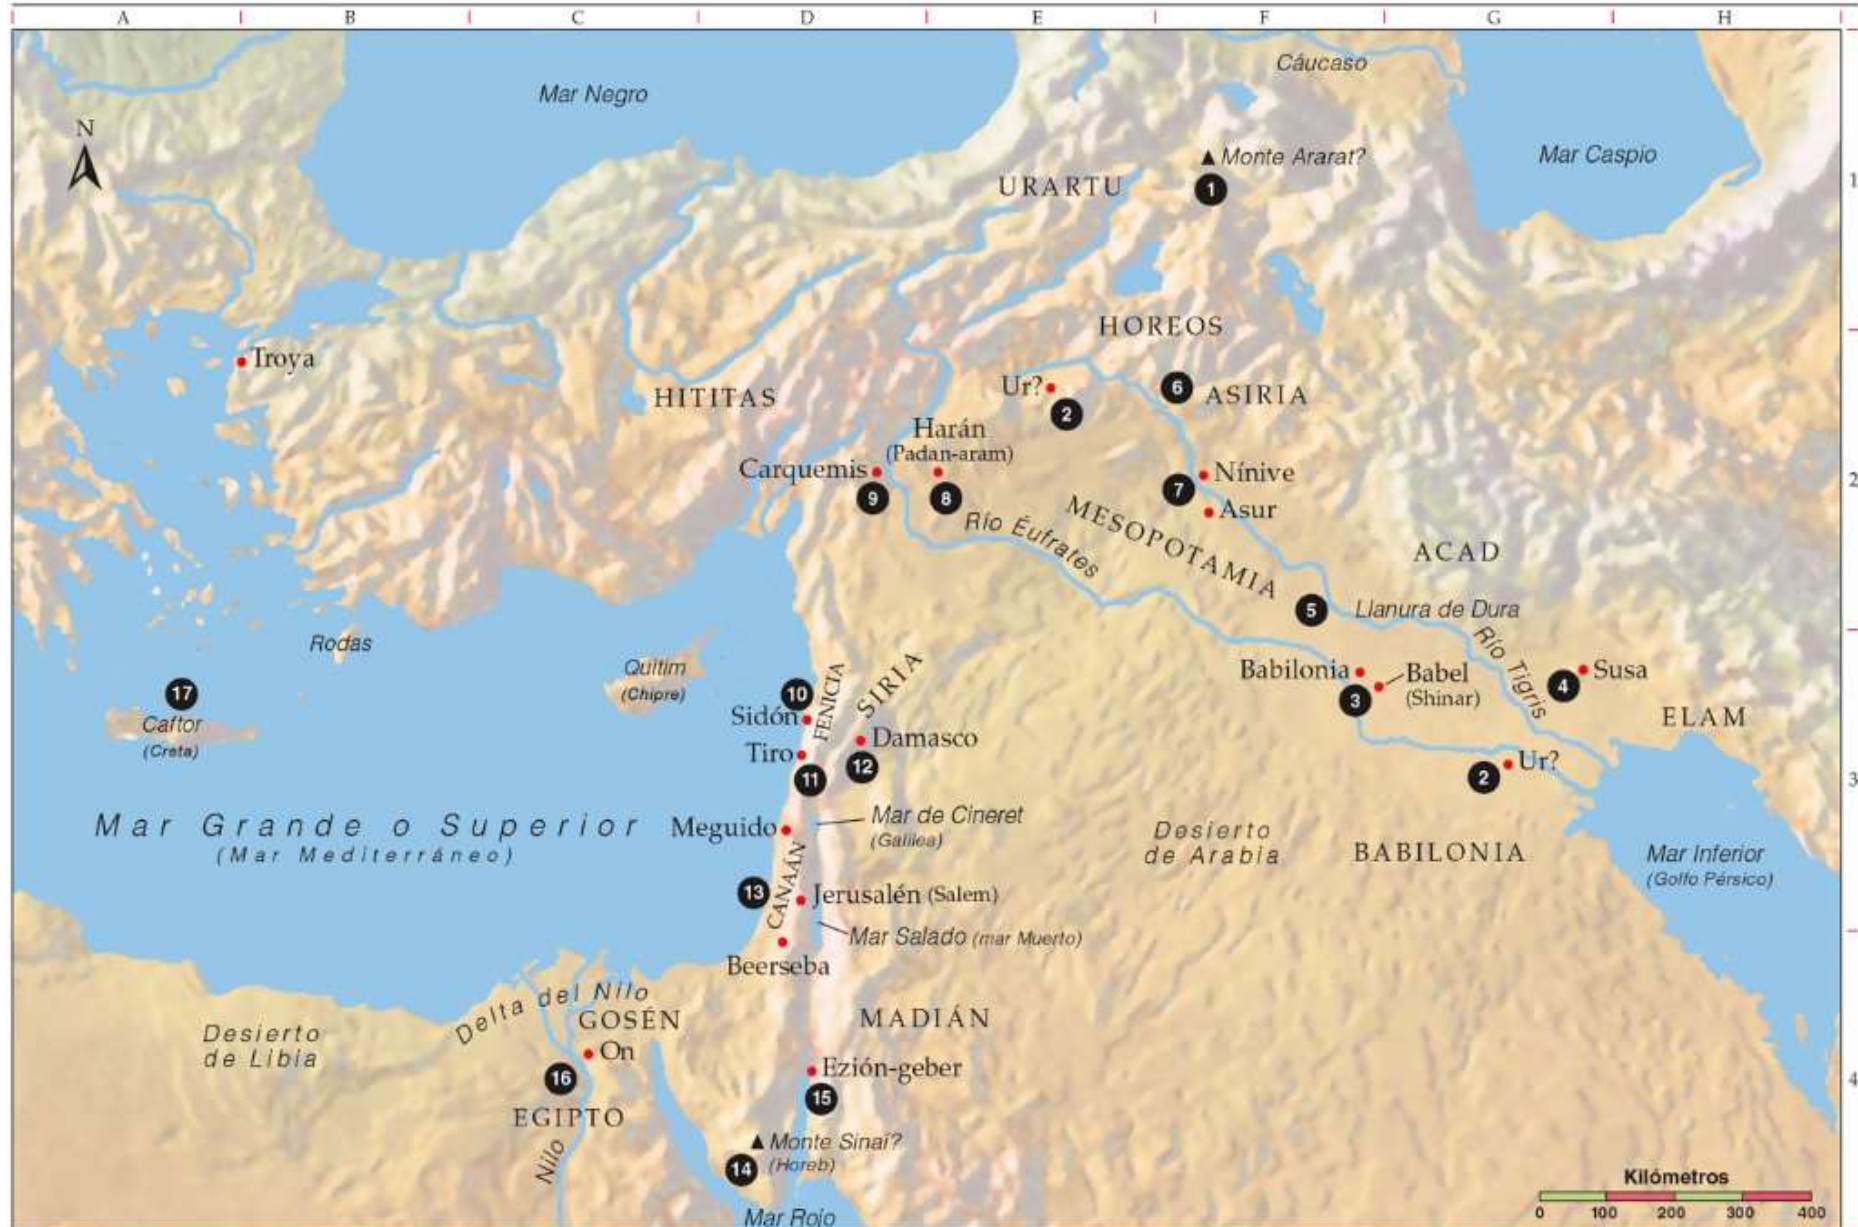 A B C D E F G H
Cáucaso
Mar Negro
N
Mar Caspio
Monte Ararat?
1
1
URARTU
HOREOS
Troya
HITITAS
Ur?
2
6
ASIRIA
Harán
(Padan-aram)
Carquemis
9
8
Nínive
7
Asur
2
Río Éufrates
MESOPOTAMIA
ACAD
5
Llanura de Dura
Río Tigris
Rodas
Quitim
(Chipre)
17
Caftor
(Creta)
10
FENICIA
SIRIA
Sidón
Tiro
11
Damasco
12
Babilonia
3
Babel
(Shinar)
4
Susa
ELAM
Ur?
2
3
Mar Grande o Superior
(Mar Mediterráneo)
Meguido
Mar de Cineret
(Galilea)
Desierto
de Arabia
BABILONIA
Mar Inferior
(Golfo Pérsico)
13
CANAÁN
Jerusalén (Salem)
Mar Salado (mar Muerto)
Beerseba
Delta del Nilo
GOSÉN
MADIÁN
Desierto
de Libia
On
16
Ezión-geber
15
4
EGIPTO
Nilo
Monte Sinaí?
(Horeb)
14
Mar Rojo
Kilómetros
0 100 200 300 400